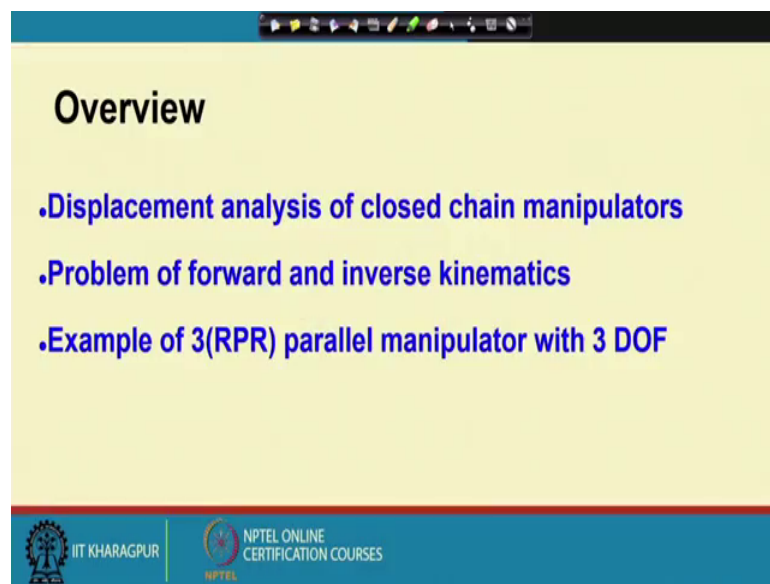 Overview
•Displacement analysis of closed chain manipulators
•Problem of forward and inverse kinematics
•Example of 3(RPR) parallel manipulator with 3 DOF
IIT KHARAGPUR
NPTEL
NPTEL ONLINE
CERTIFICATION COURSES